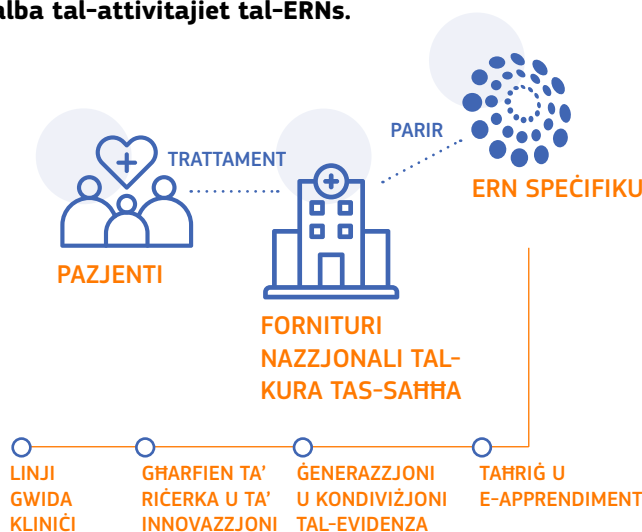 alba tal-attivitajiet tal-ERNs.
PARIR
TRATTAMENT
ERN SPEĊIFIKU
PAZJENTI
FORNITURI
NAZZJONALI TAL-
KURA TAS-SAĦĦA
LINJI
GWIDA
KLINIĊI
GĦARFIEN TA'
RIĊERKA U TA'
INNOVAZZJONI
ĠENERAZZJONI
U KONDIVIŻJONI
TAL-EVIDENZA
TAĦRIĠ U
E-APPRENDIMENT